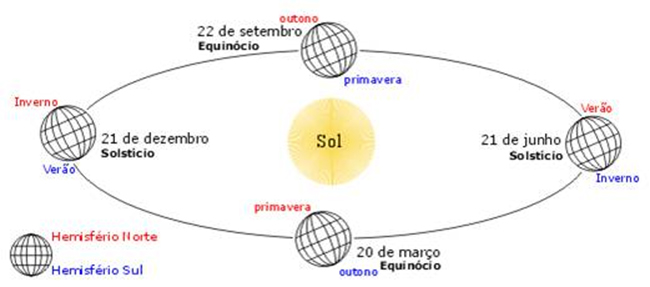 outono
22 de setembro
Equinócio
primavera
Inverno
21 de dezembro
Solstício
Verão
Sol
Verão
21 de junho
Solstício
Inverno
primavera
20 de março
Equinócio
outono
Hemisfério Norte
Hemisfério Sul